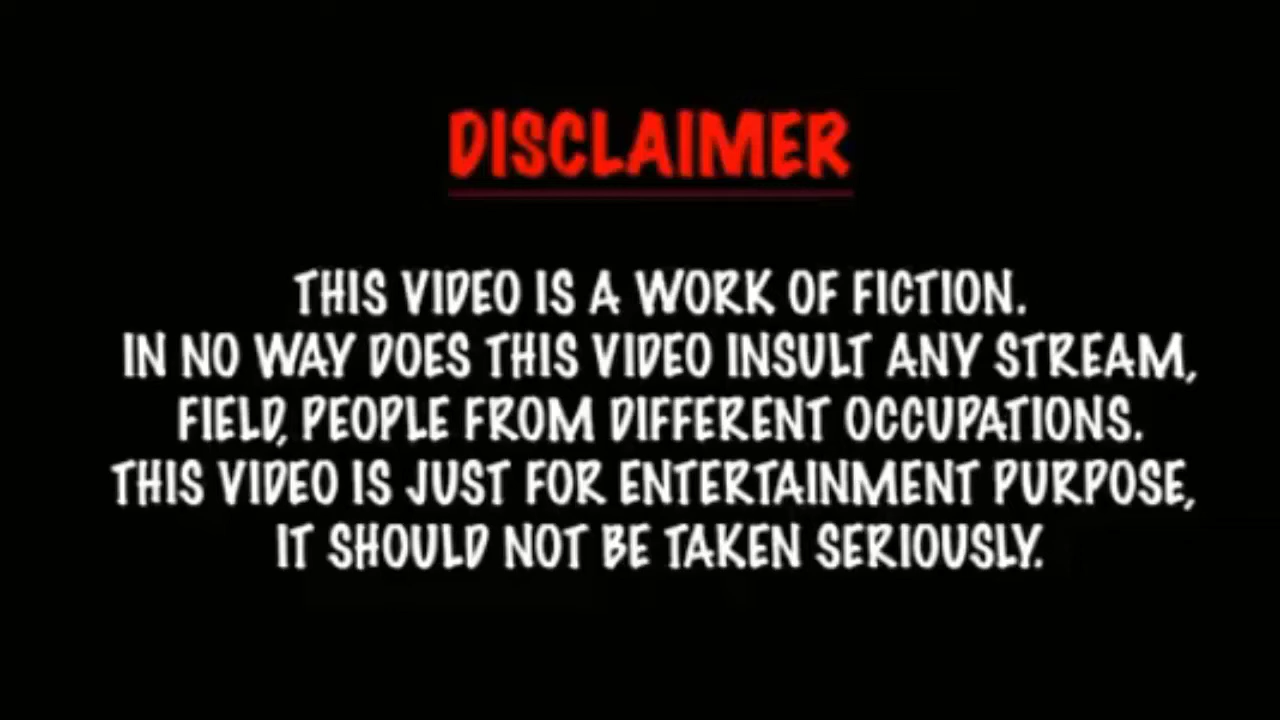 DISCLAIMER
THIS VIDEO IS A WORK OF FICTION.
IN NO WAY DOES THIS VIDEO INSULT ANY STREAM,
FIELD, PEOPLE FROM DIFFERENT OCCUPATIONS.
THIS VIDEO IS JUST FOR ENTERTAINMENT PURPOSE,
IT SHOULD NOT BE TAKEN SERIOUSLY.